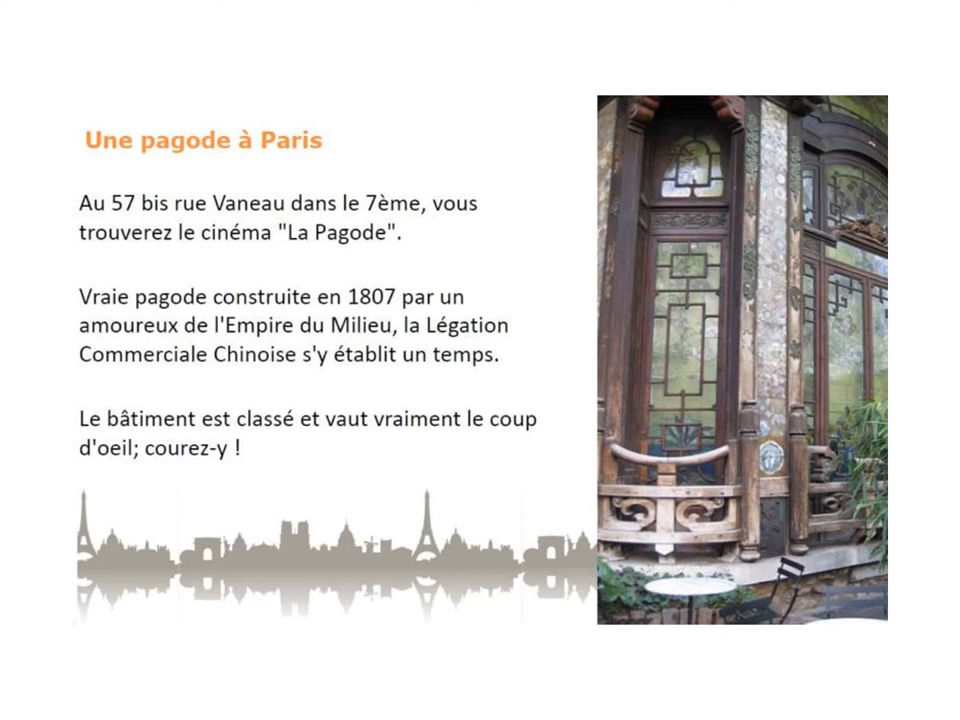 Une pagode à Paris
Au 57 bis rue Vaneau dans le 7ème, vous
trouverez le cinéma "La Pagode".
Vraie pagode construite en 1807 par un
amoureux de l'Empire du Milieu, la Légation
Commerciale Chinoise s'y établit un temps.
Le bâtiment est classé et vaut vraiment le coup
d'oeil; courez-y !